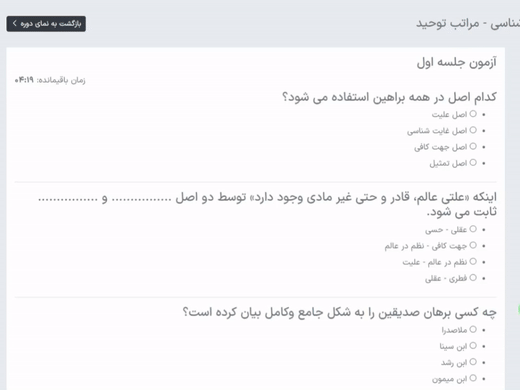 شناسی - مراتب توحید
بازگشت به نمای دوره
آزمون جلسه اول
زمان باقیمانده: ۰۴:۱۹
کدام اصل در همه براهین استفاده می شود؟
اصل علیت
اصل غایت شناسی
اصل جهت کافی
اصل تمثیل
اینکه «علتی عالم، قادر و حتی غیر مادی وجود دارد» توسط دو اصل ................ و ................
ثابت می شود.
عقلی - حسی
جهت کافی - نظم در عالم
نظم در عالم - علیت
فطری - عقلی
چه کسی برهان صدیقین را به شکل جامع وکامل بیان کرده است؟
ملاصدرا
ابن سینا
ابن رشد
ابن میمون